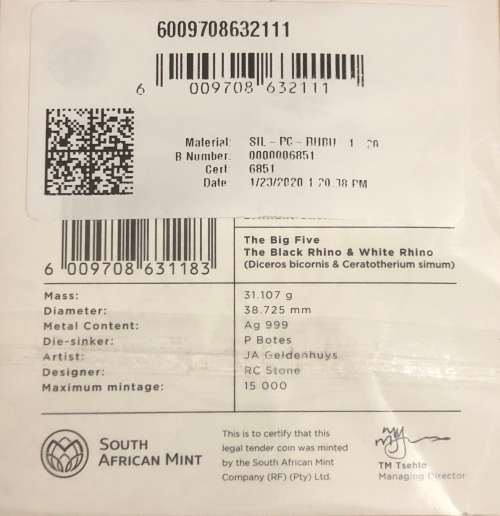 6009708632111
6 009708 632111
Material: SIL - PC - 1 20
B Number: 0000006851
Cert 6851
Date 1/23/2020 1 20.38 PM
The Big Five
The Black Rhino & White Rhino
(Diceros bicornis & Ceratotherium simum)
6 009708 631183
Mass: 31.107 g
Diameter: 38.725 mm
Metal Content: Ag 999
Die-sinker: P Botes
Artist: JA Geldenhuys
Designer: RC Stone
Maximum mintage: 15 000
SOUTH
AFRICAN MINT
This is to certify that this
legal tender coin was minted
by the South African Mint
Company (RF) (Pty) Ltd.
TM Tsehlo
Managing Director